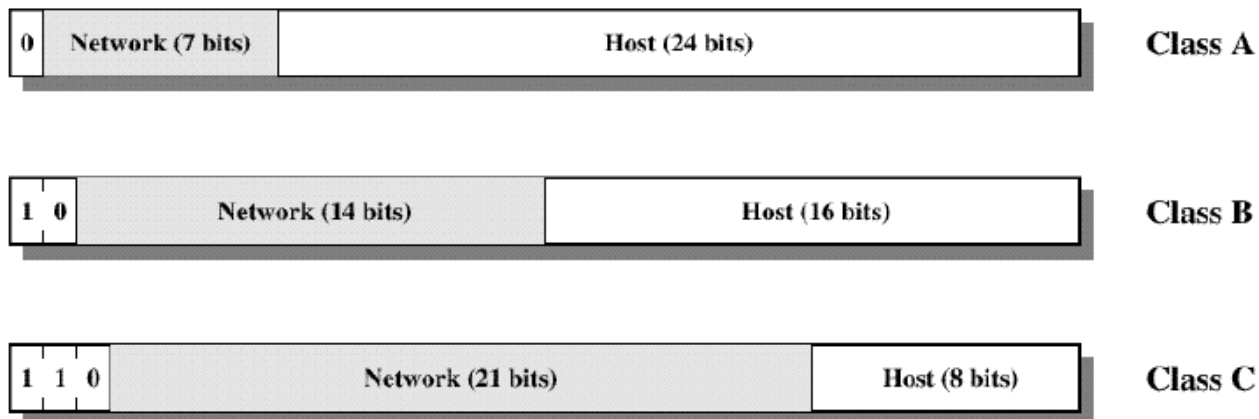 0 Network (7 bits) Host (24 bits) Class A
1 0 Network (14 bits) Host (16 bits) Class B
1 1 0 Network (21 bits) Host (8 bits) Class C